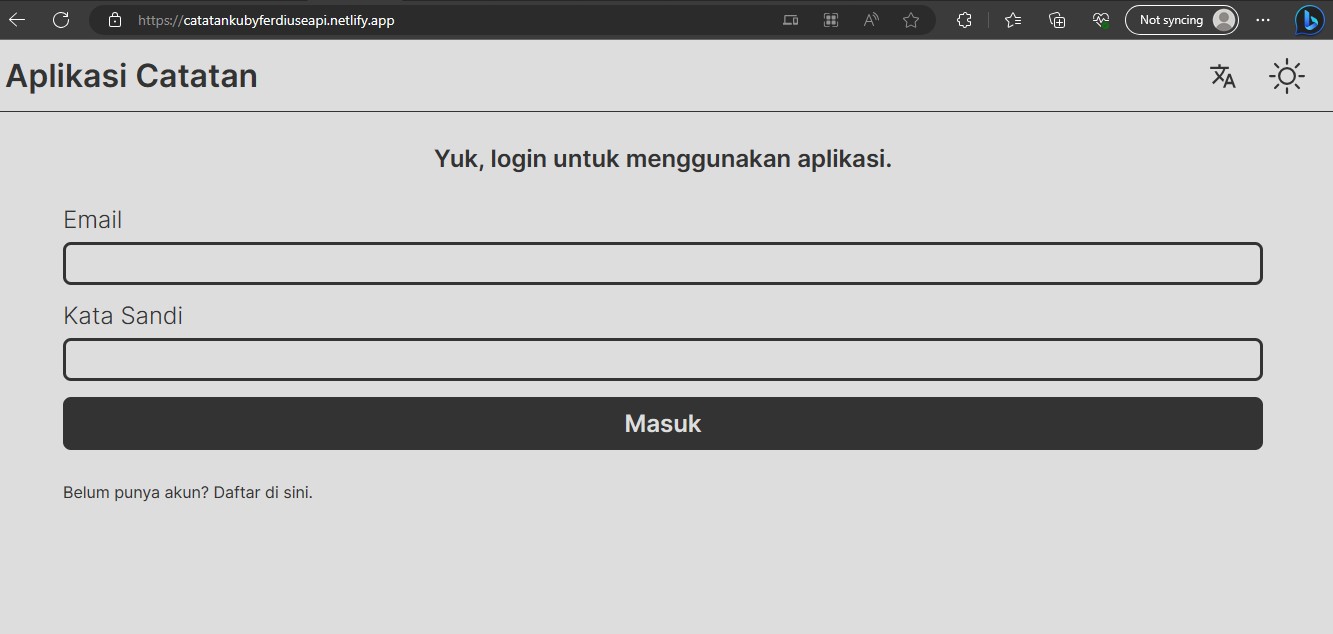 https://catatankubyferdiuseapi.netlify.app
Not syncing
Aplikasi Catatan
Yuk, login untuk menggunakan aplikasi.
Email
Kata Sandi
Masuk
Belum punya akun? Daftar di sini.